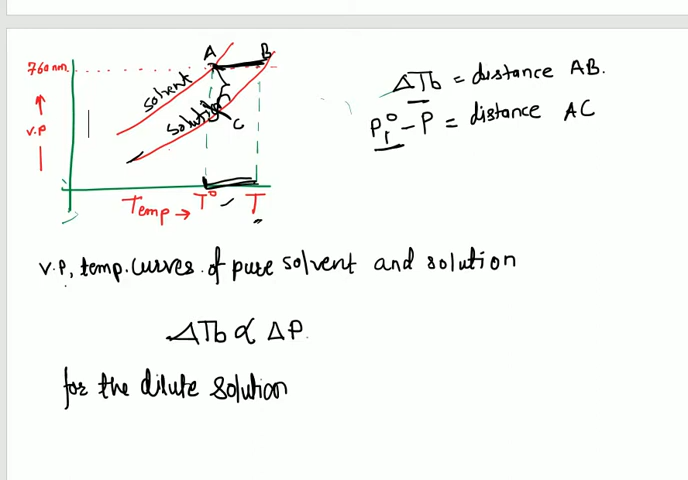 A B
760 mm.
solvent
solution
v.P
C
Temp → T° T
ΔTb = distance AB.
P₁° - P = distance AC
v.P, temp. curves. of pure solvent and solution
ΔTb ∝ ΔP.
for the dilute solution